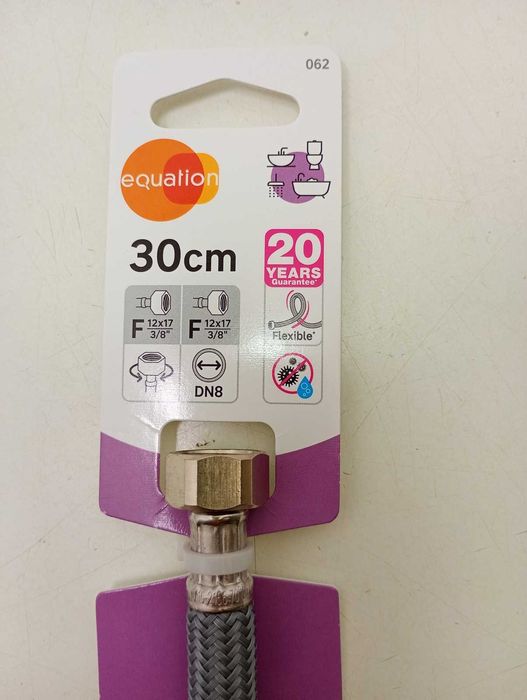 062
equation
30cm
20
YEARS
Guarantee*
F 12x17 3/8"
F 12x17 3/8"
Flexible*
DN8